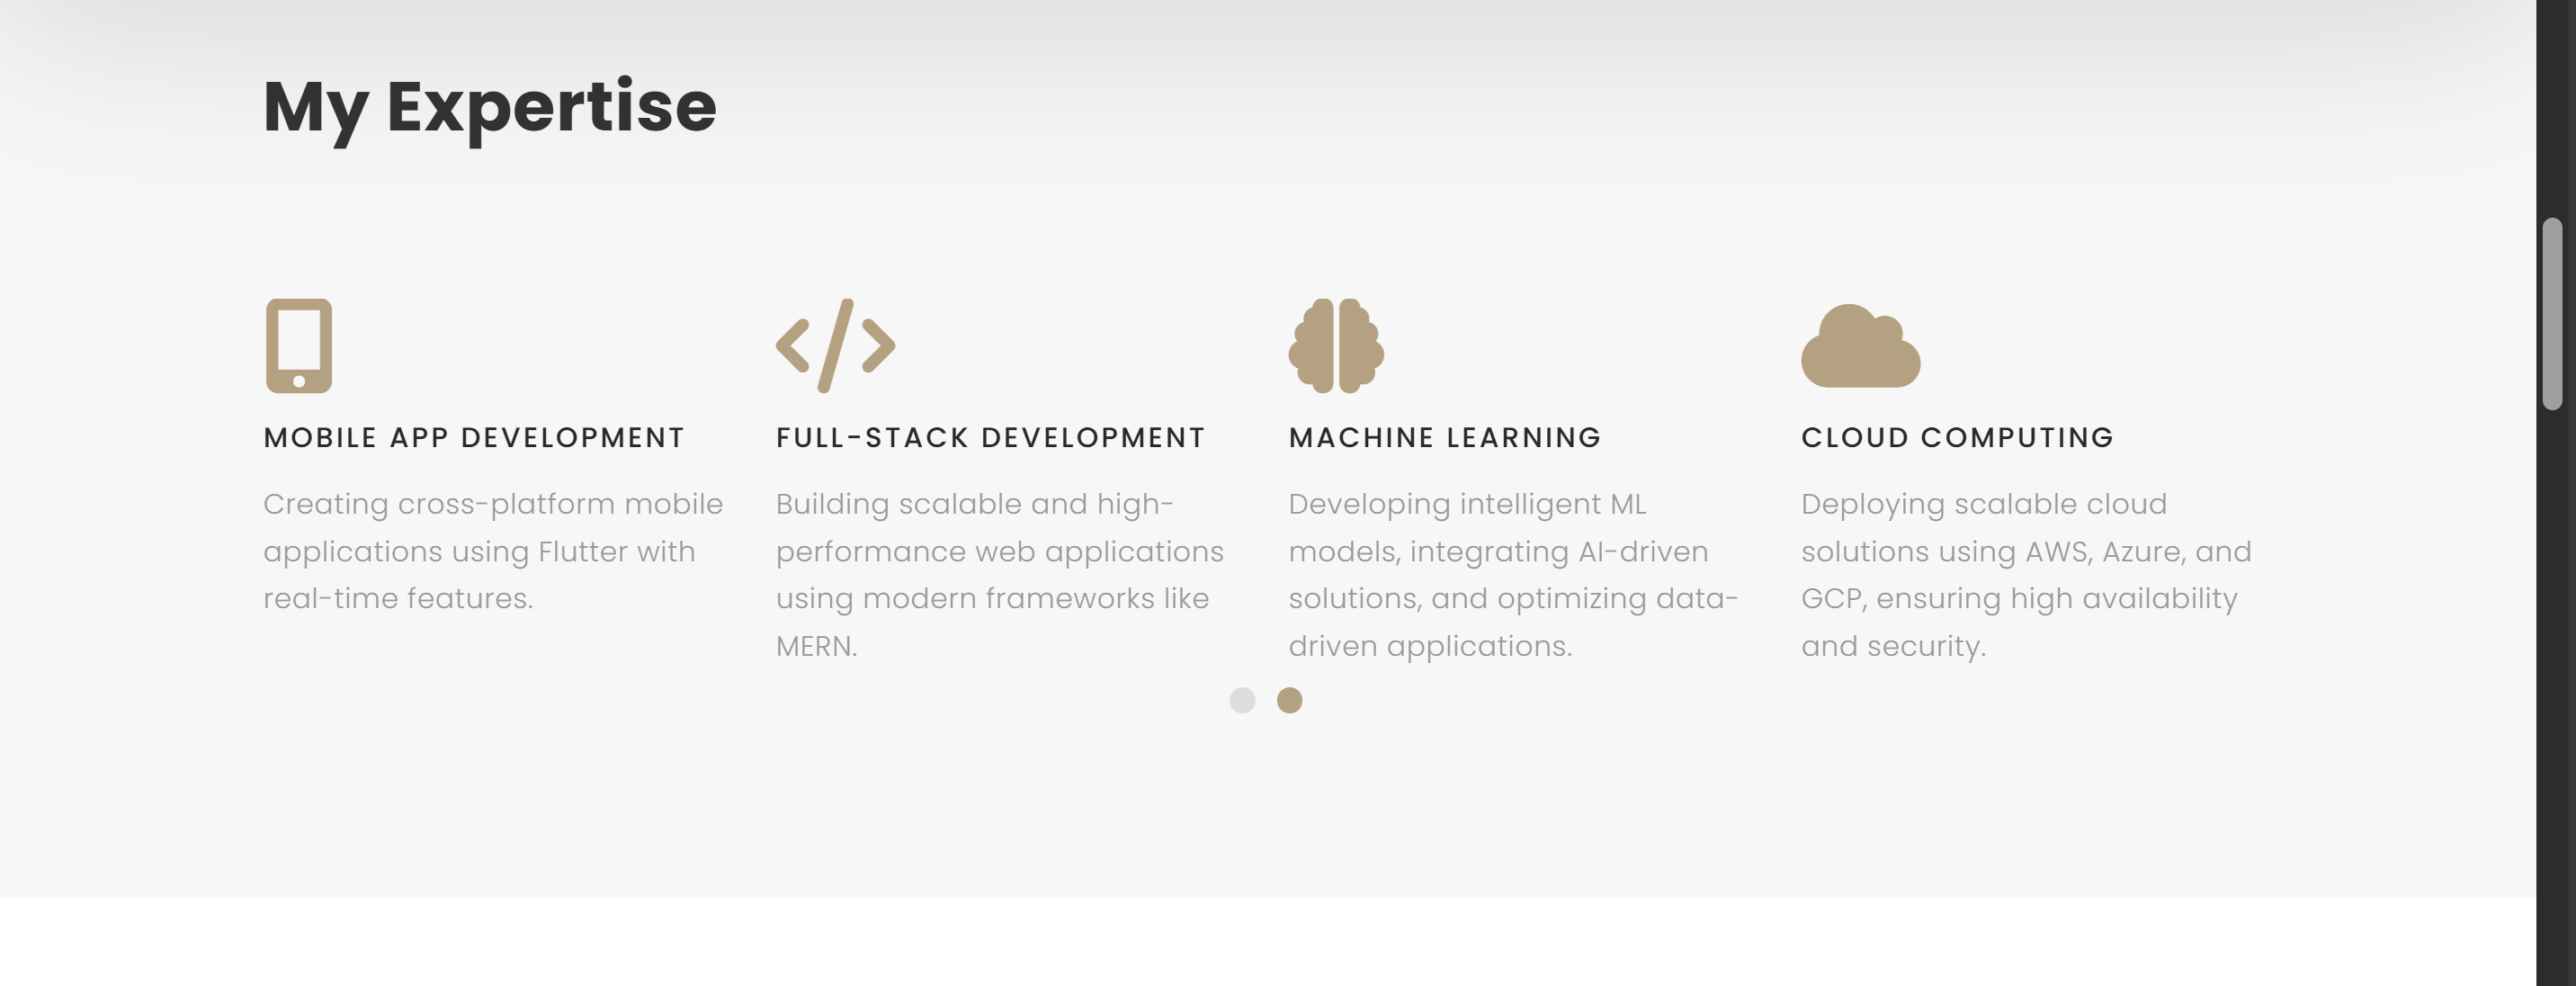 My Expertise
MOBILE APP DEVELOPMENT
Creating cross-platform mobile
applications using Flutter with
real-time features.
FULL-STACK DEVELOPMENT
Building scalable and high-
performance web applications
using modern frameworks like
MERN.
MACHINE LEARNING
Developing intelligent ML
models, integrating AI-driven
solutions, and optimizing data-
driven applications.
CLOUD COMPUTING
Deploying scalable cloud
solutions using AWS, Azure, and
GCP, ensuring high availability
and security.